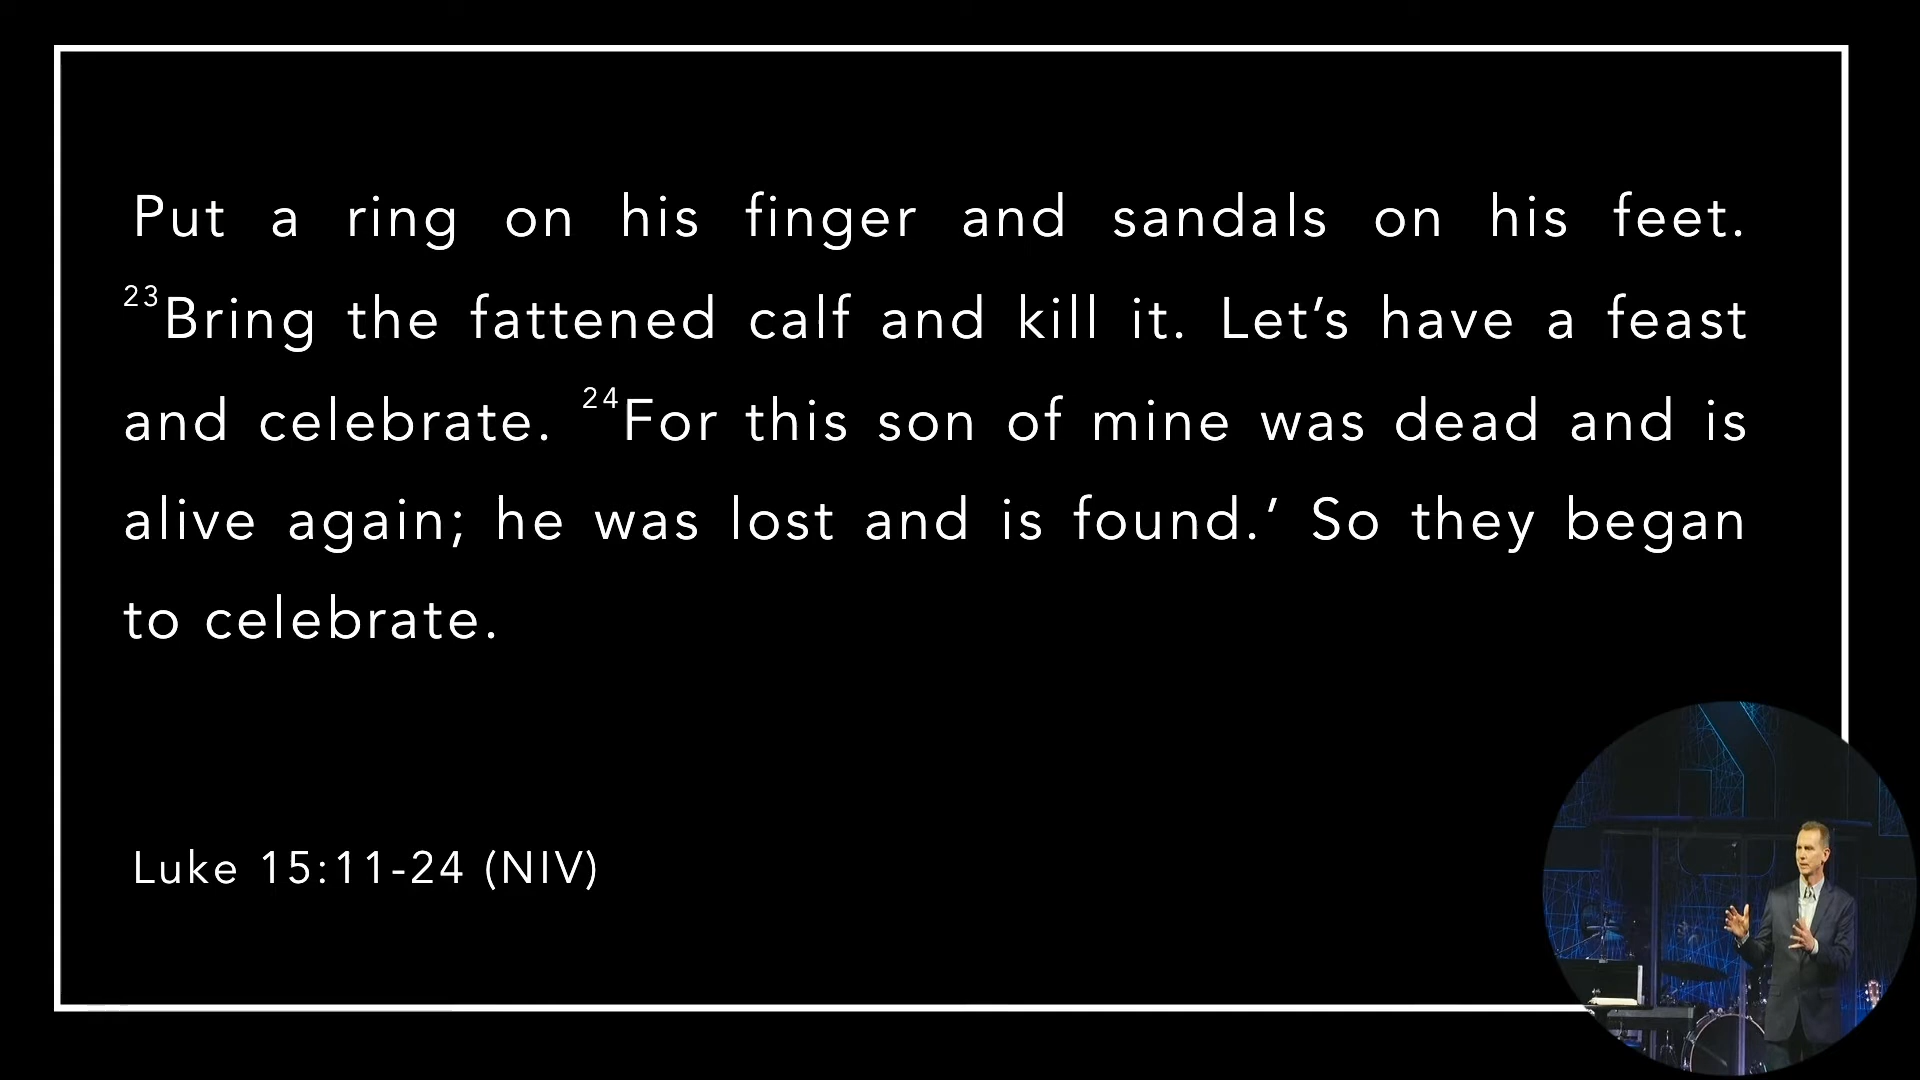 Put a ring on his finger and sandals on his feet.
²³Bring the fattened calf and kill it. Let’s have a feast
and celebrate. ²⁴For this son of mine was dead and is
alive again; he was lost and is found.’ So they began
to celebrate.
Luke 15:11-24 (NIV)